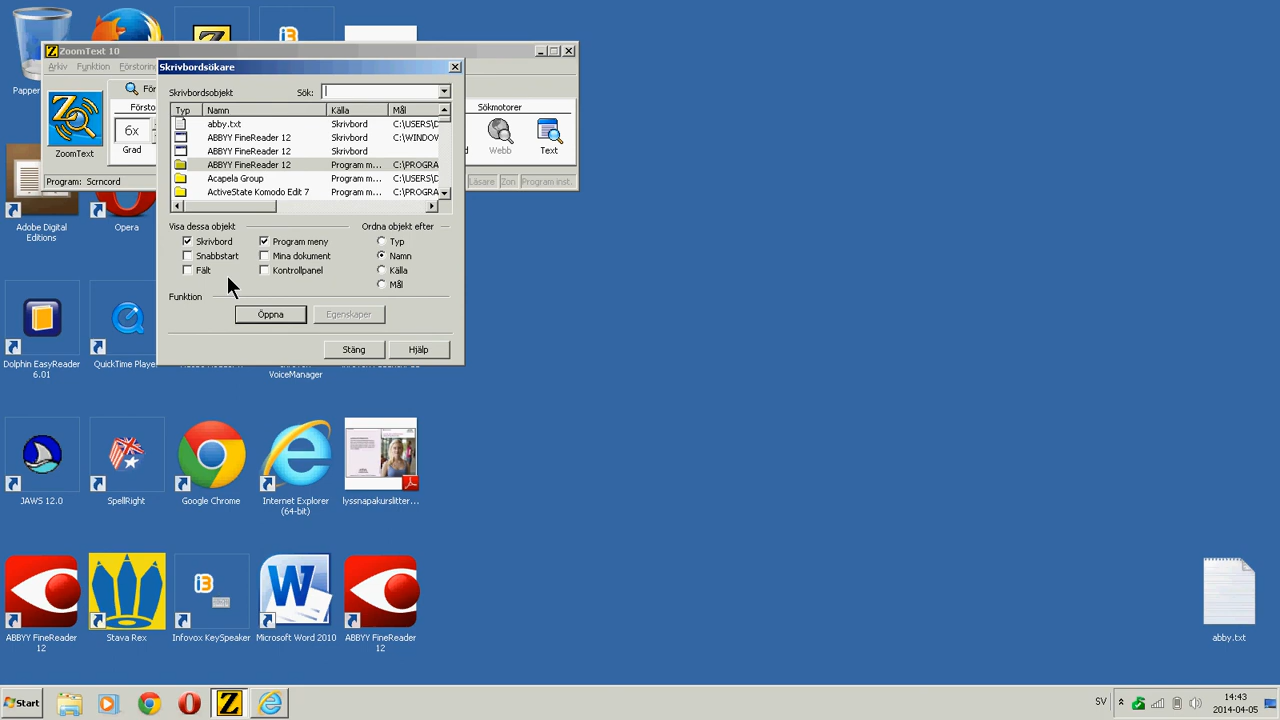 ZoomText 10
Arkiv Funktion Förstoring
Skrivbordsökare
Skrivbordsobjekt Sök:
Typ Namn Källa Mål
abby.txt Skrivbord C:\USERS\D
ABBYY FineReader 12 Skrivbord C:\WINDOV
ABBYY FineReader 12 Skrivbord
ABBYY FineReader 12 Program m... C:\PROGRA
Acapela Group Program m... C:\USERS\D
ActiveState Komodo Edit 7 Program m... C:\PROGRA
Visa dessa objekt Ordna objekt efter
Skrivbord Program meny Typ
Snabbstart Mina dokument Namn
Fält Kontrollpanel Källa
Mål
Funktion
Öppna Egenskaper
Stäng Hjälp
För
Försto
6x
Grad
ZoomText
Program: Scrncord
Sökmotorer
Webb Text
Läsare Zon Program inst.
Papper
Adobe Digital
Editions
Opera
Dolphin EasyReader
6.01
QuickTime Player
VoiceManager
JAWS 12.0
SpellRight
Google Chrome
Internet Explorer
(64-bit)
lyssnapakurslitter...
ABBYY FineReader
12
Stava Rex
i3
Infovox KeySpeaker
Microsoft Word 2010
ABBYY FineReader
12
abby.txt
Start
SV
14:43
2014-04-05